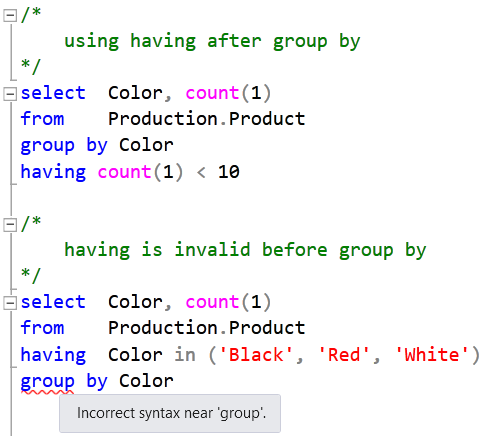 /*
using having after group by
*/
select Color, count(1)
from Production.Product
group by Color
having count(1) < 10
/*
having is invalid before group by
*/
select Color, count(1)
from Production.Product
having Color in ('Black', 'Red', 'White')
group by Color
Incorrect syntax near 'group'.